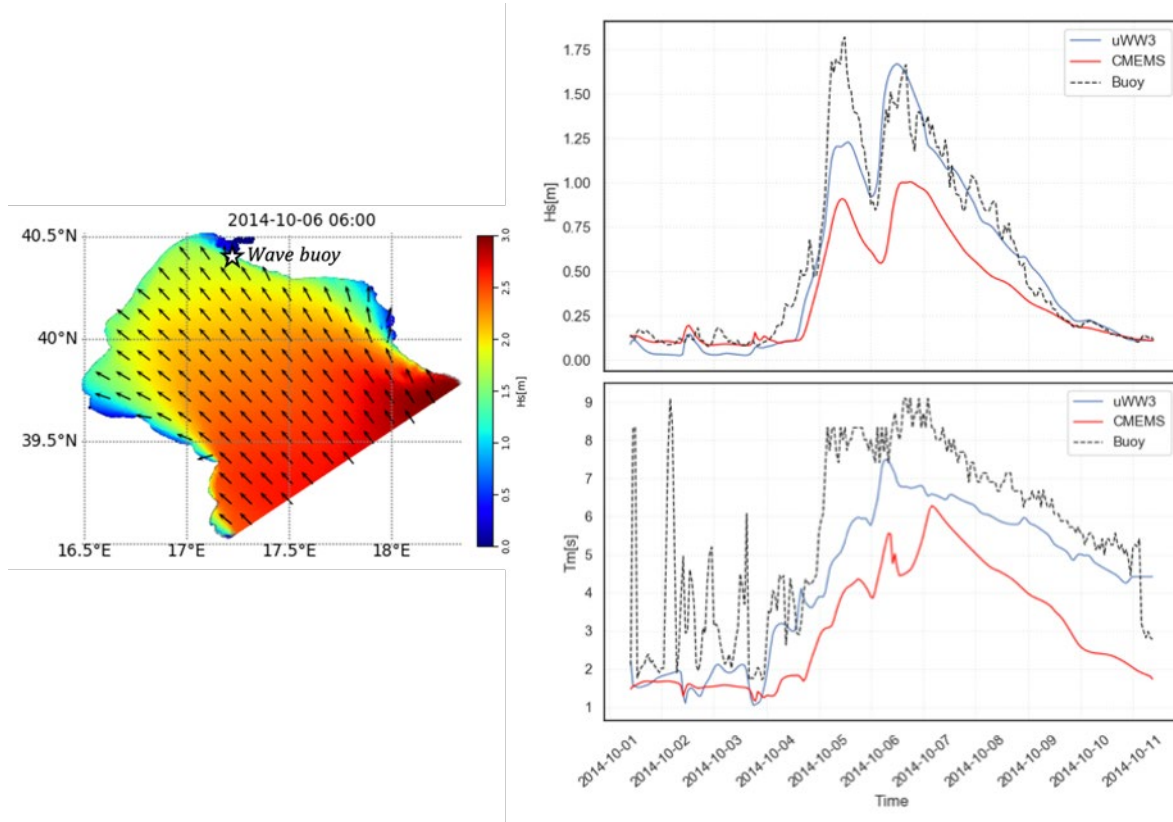 2014-10-06 06:00
40.5°N
Wave buoy
40°N
39.5°N
16.5°E 17°E 17.5°E 18°E
3.0
2.5
2.0
1.5
1.0
0.5
0.0
Hs[m]
uWW3
CMEMS
Buoy
1.75
1.50
1.25
1.00
0.75
0.50
0.25
0.00
Hs[m]
uWW3
CMEMS
Buoy
9
8
7
6
5
4
3
2
1
Tm[s]
2014-10-01
2014-10-02
2014-10-03
2014-10-04
2014-10-05
2014-10-06
2014-10-07
2014-10-08
2014-10-09
2014-10-10
2014-10-11
Time